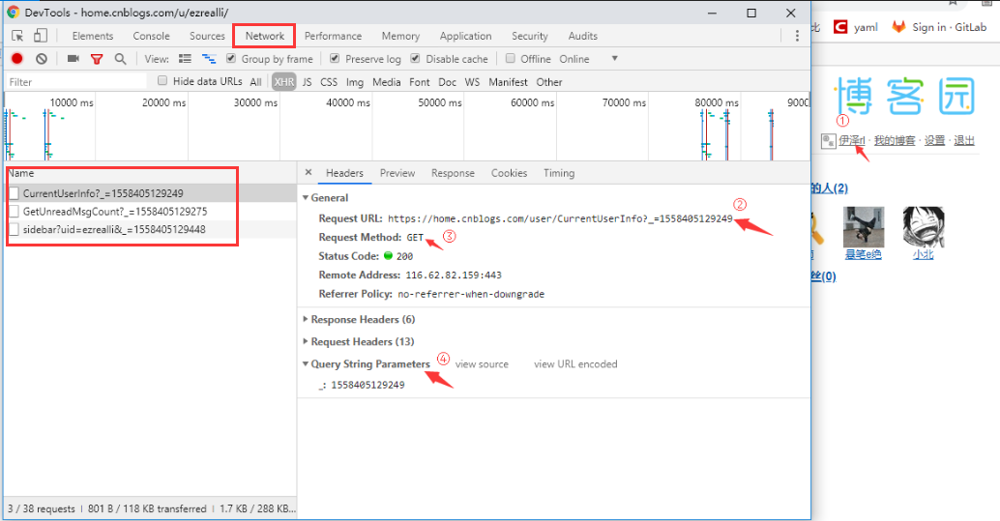 DevTools - home.cnblogs.com/u/ezrealli/
Elements Console Sources Network Performance Memory Application Security Audits
View: Group by frame Preserve log Disable cache Offline Online
Filter Hide data URLs All XHR JS CSS Img Media Font Doc WS Manifest Other
10000 ms 20000 ms 30000 ms 40000 ms 50000 ms 60000 ms 70000 ms 80000 ms 9000
Name
CurrentUserInfo?_=1558405129249
GetUnreadMsgCount?_=1558405129275
sidebar?uid=ezrealli&_=1558405129448
3 / 38 requests | 801 B / 118 KB transferred | 1.7 KB / 288 KB...
× Headers Preview Response Cookies Timing
General
②
Request URL: https://home.cnblogs.com/user/CurrentUserInfo?_=1558405129249
Request Method: GET ③
Status Code: 200
Remote Address: 116.62.82.159:443
Referrer Policy: no-referrer-when-downgrade
Response Headers (6)
Request Headers (13)
Query String Parameters ④ view source view URL encoded
_: 1558405129249
比 C yaml Sign in · GitLab
博客园
①
伊泽rl · 我的博客 · 设置 · 退出
的人(2)
小北
丝(0)